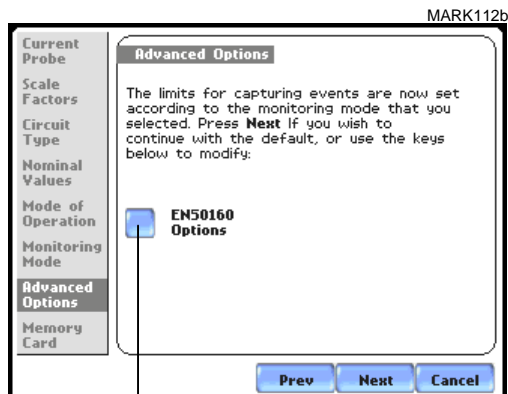 MARK112b
Current
Probe
Scale
Factors
Circuit
Type
Nominal
Values
Mode of
Operation
Monitoring
Mode
Advanced
Options
Memory
Card
Advanced Options
The limits for capturing events are now set
according to the monitoring mode that you
selected. Press Next If you wish to
continue with the default, or use the keys
below to modify:
EN50160
Options
Prev
Next
Cancel